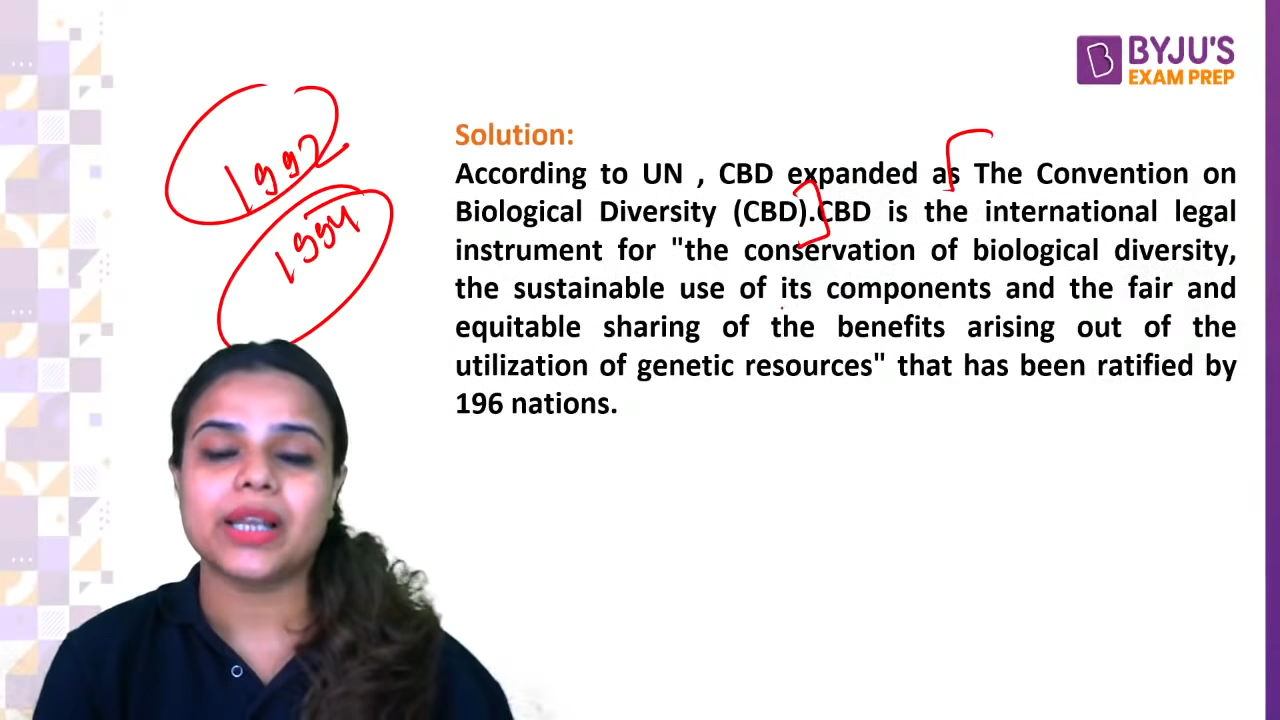 BYJU'S
EXAM PREP
1992
1994
Solution:
According to UN , CBD expanded as The Convention on
Biological Diversity (CBD).CBD is the international legal
instrument for "the conservation of biological diversity,
the sustainable use of its components and the fair and
equitable sharing of the benefits arising out of the
utilization of genetic resources" that has been ratified by
196 nations.